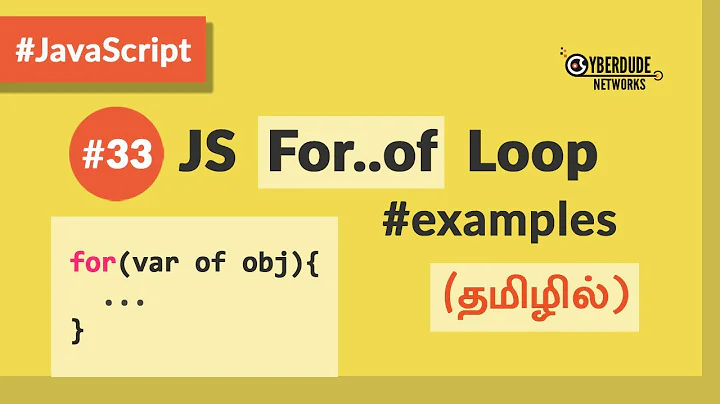 #JavaScript
CYBERDUDE
NETWORKS
#33 JS For..of Loop
#examples
for(var of obj){
...
}
(தமிழில்)